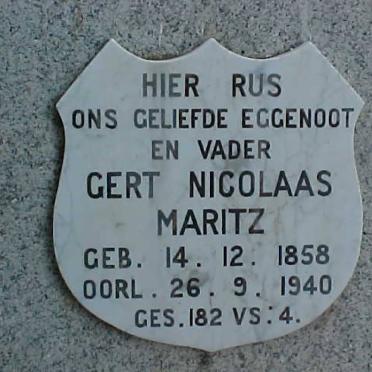 HIER RUS
ONS GELIEFDE EGGENOOT
EN VADER
GERT NICOLAAS
MARITZ
GEB. 14. 12. 1858
OORL. 26. 9. 1940
GES. 182 VS: 4.